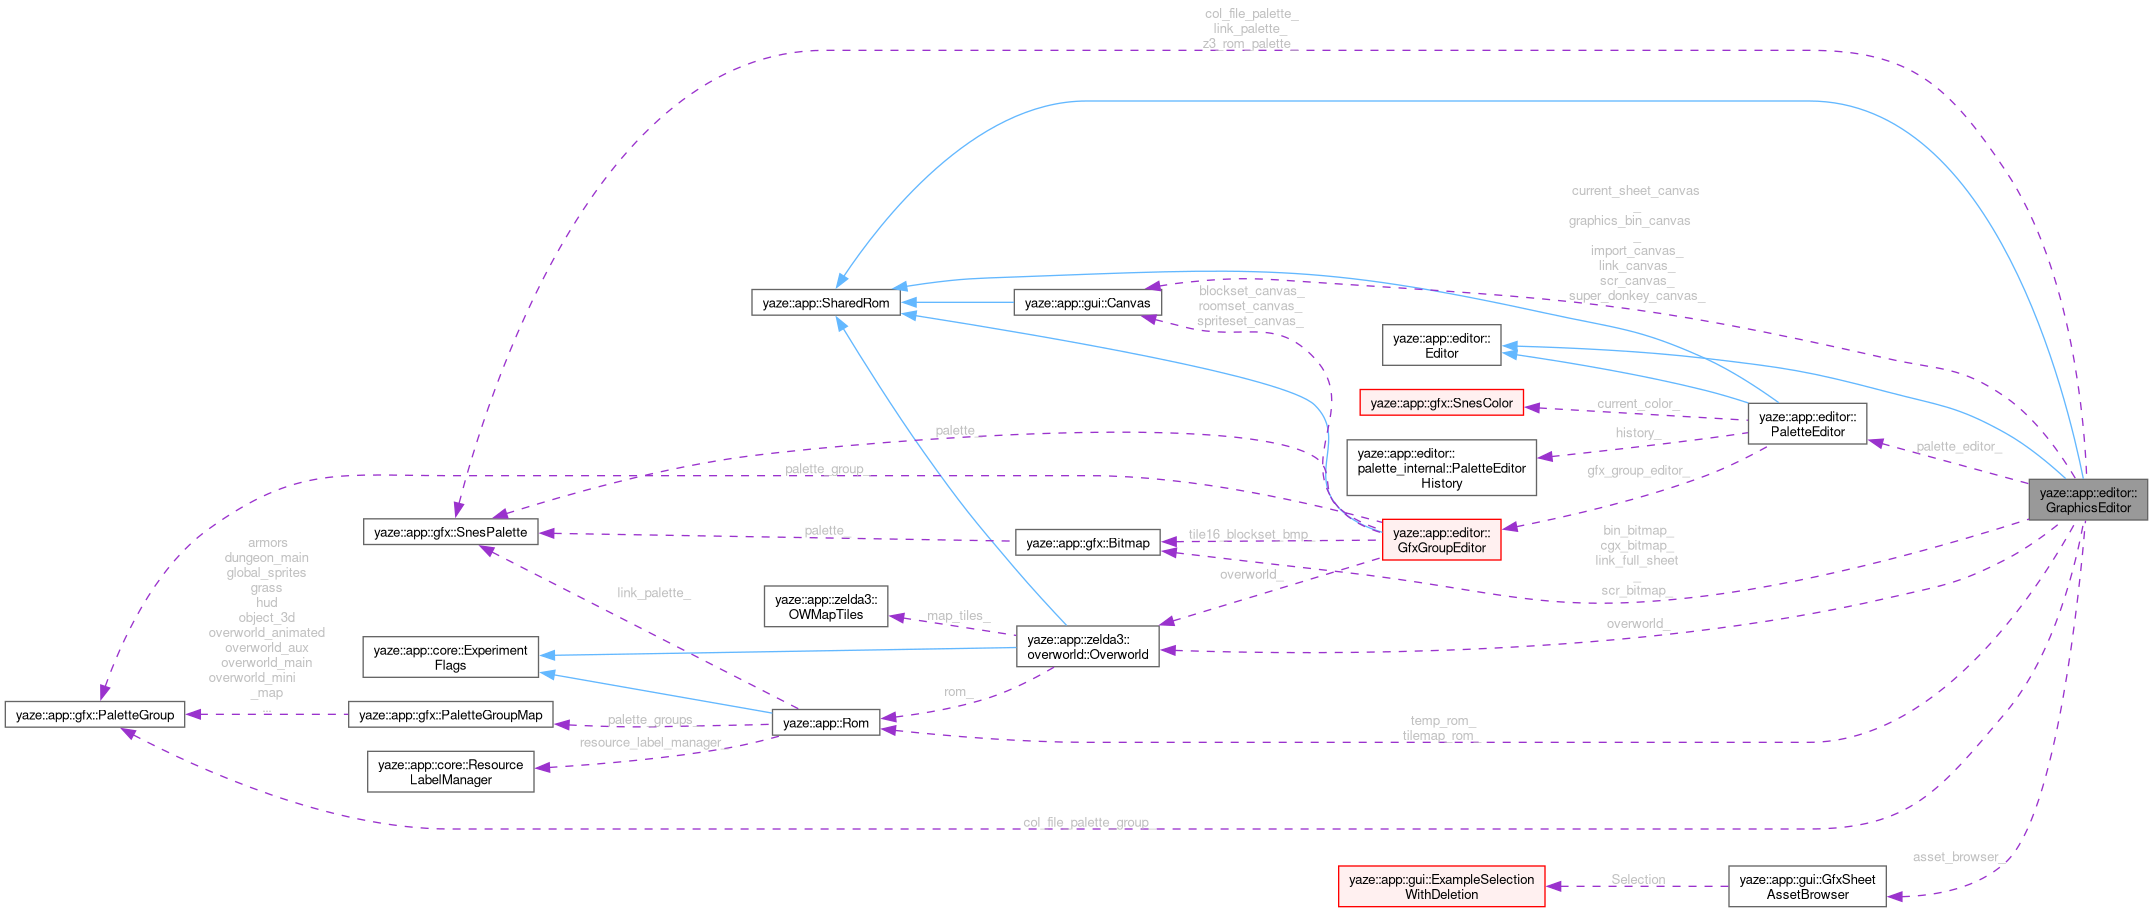 col_file_palette_
link_palette_
z3_rom_palette_
current_sheet_canvas
_
graphics_bin_canvas
_
import_canvas_
link_canvas_
scr_canvas_
super_donkey_canvas_
yaze::app::SharedRom
yaze::app::gui::Canvas
blockset_canvas_
roomset_canvas_
spriteset_canvas_
yaze::app::editor::
Editor
yaze::app::gfx::SnesColor
current_color_
yaze::app::editor::
PaletteEditor
palette_
history_
palette_editor_
yaze::app::editor::
palette_internal::PaletteEditor
History
palette_group
gfx_group_editor_
yaze::app::editor::
GraphicsEditor
yaze::app::gfx::SnesPalette
palette_
yaze::app::gfx::Bitmap
tile16_blockset_bmp_
yaze::app::editor::
GfxGroupEditor
bin_bitmap_
cgx_bitmap_
link_full_sheet
_
scr_bitmap_
armors
dungeon_main
global_sprites
grass
hud
object_3d
overworld_animated
overworld_aux
overworld_main
overworld_mini
_map
...
link_palette_
yaze::app::zelda3::
OWMapTiles
map_tiles_
overworld_
overworld_
yaze::app::core::Experiment
Flags
yaze::app::zelda3::
overworld::Overworld
rom_
yaze::app::gfx::PaletteGroup
yaze::app::gfx::PaletteGroupMap
palette_groups_
yaze::app::Rom
temp_rom_
tilemap_rom_
resource_label_manager_
yaze::app::core::Resource
LabelManager
col_file_palette_group_
asset_browser_
yaze::app::gui::ExampleSelection
WithDeletion
Selection
yaze::app::gui::GfxSheet
AssetBrowser